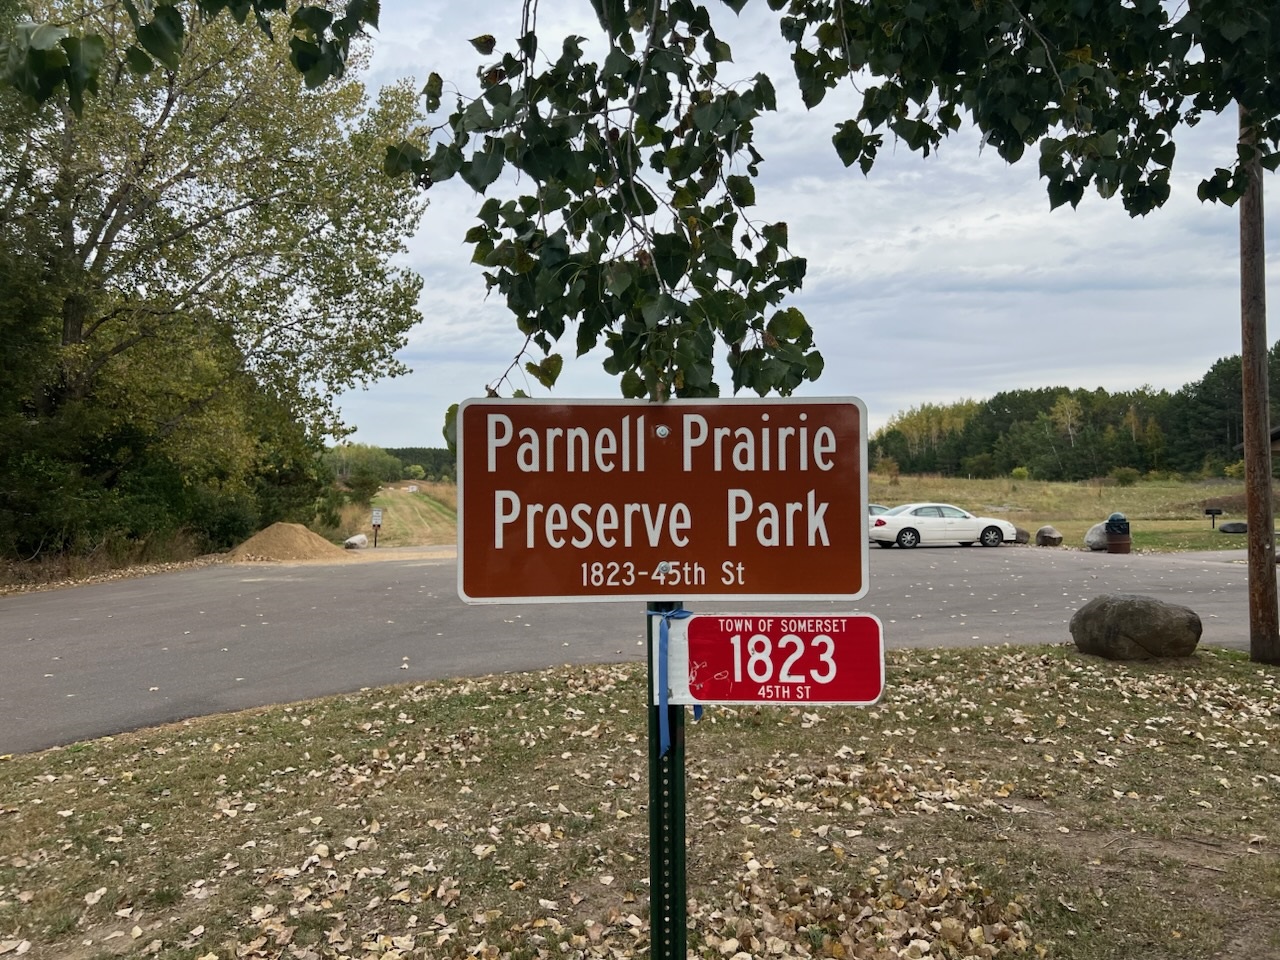 Parnell Prairie
Preserve Park
1823-45th St
TOWN OF SOMERSET
1823
45TH ST